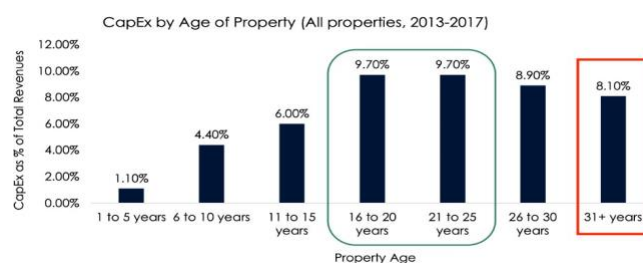 CapEx by Age of Property (All properties, 2013-2017)
CapEx as % of Total Revenues
12.00%
10.00%
8.00%
6.00%
4.00%
2.00%
0.00%
1.10%
4.40%
6.00%
9.70%
9.70%
8.90%
8.10%
1 to 5 years
6 to 10 years
11 to 15
years
16 to 20
years
21 to 25
years
26 to 30
years
31+ years
Property Age